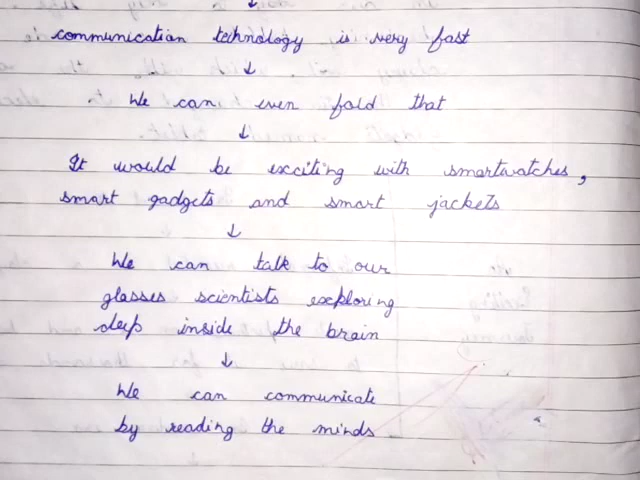 ↓
communication technology is very fast
↓
We can even fold that
↓
It would be exciting with smartwatches,
smart gadgets and smart jackets
↓
We can talk to our
glasses scientists exploring
deep inside the brain
↓
We can communicate
by reading the minds